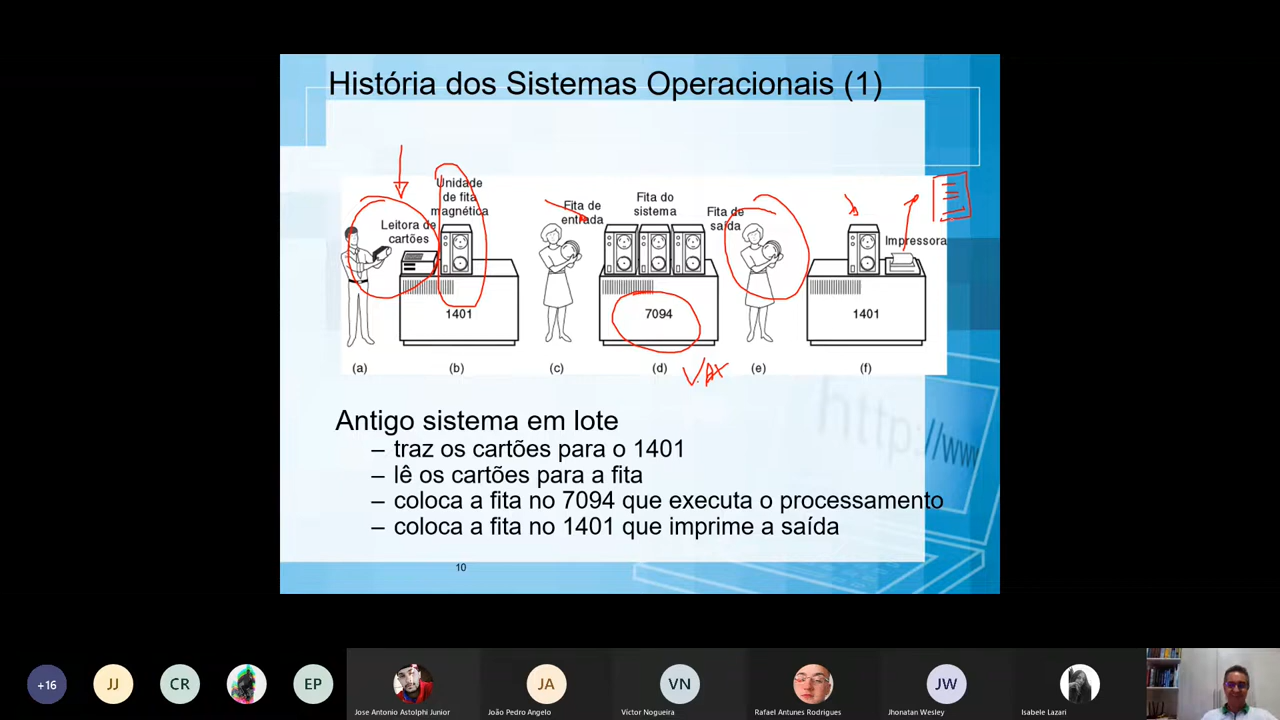 História dos Sistemas Operacionais (1)
Unidade
de fita
magnética
Leitora de
cartões
Fita de
entrada
Fita do
sistema
Fita de
saída
Impressora
1401
7094
1401
(a)
(b)
(c)
(d)
(e)
(f)
VAX
Antigo sistema em lote
– traz os cartões para o 1401
– lê os cartões para a fita
– coloca a fita no 7094 que executa o processamento
– coloca a fita no 1401 que imprime a saída
http://www
10
+16
JJ
CR
EP
JA
VN
JW
Jose Antonio Astolphi Junior
João Pedro Angelo
Víctor Nogueira
Rafael Antunes Rodrigues
Jhonatan Wesley
Isabele Lazari